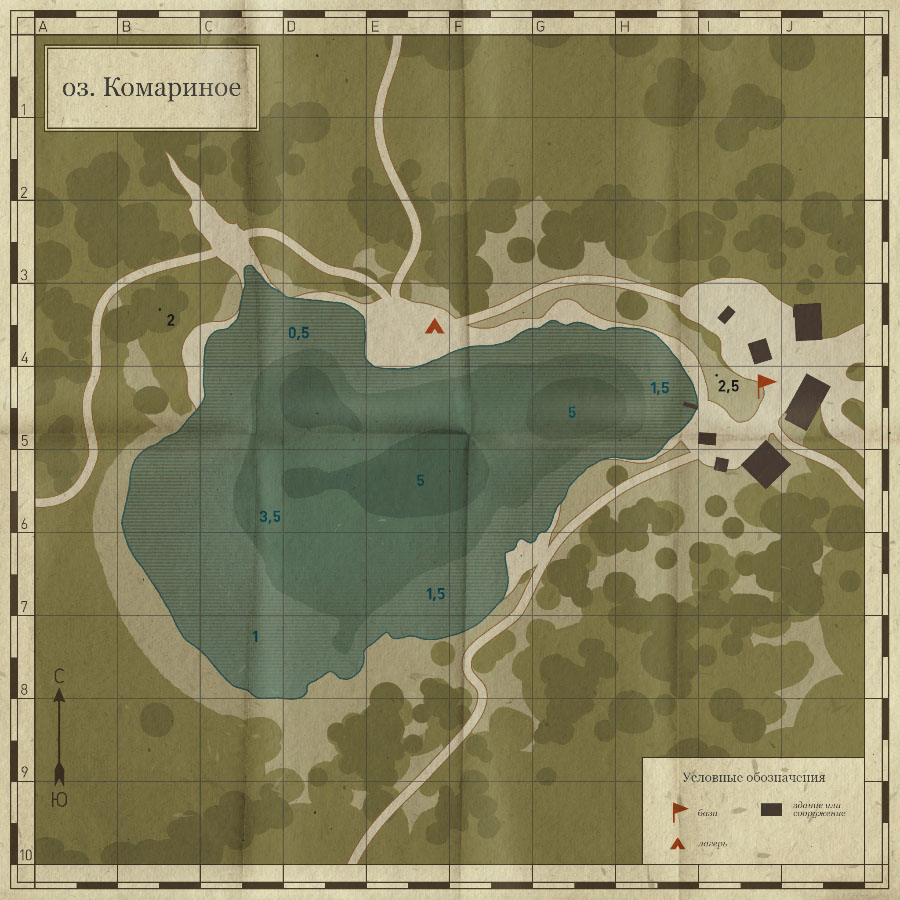 A B C D E F G H I J
оз. Комариное
1
2
3
2
0,5
4
1,5
2,5
5
5
5
3,5
6
1,5
7
1
С
8
Ю
9
10
Условные обозначения
база
здание или
сооружение
лагерь